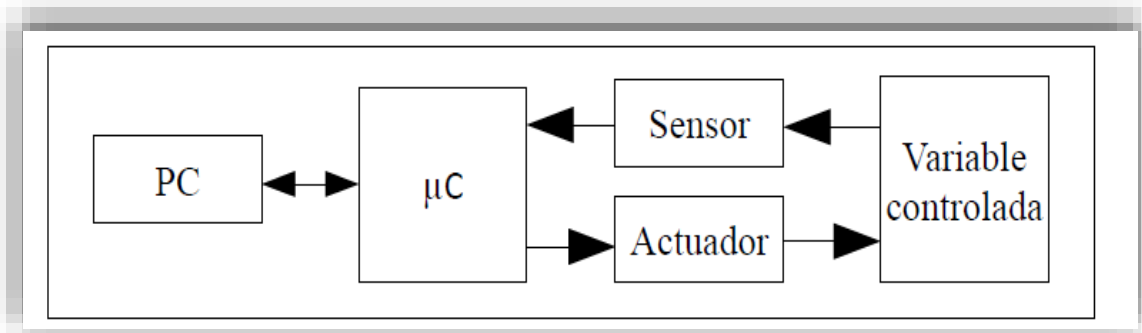 PC
µC
Sensor
Actuador
Variable
controlada